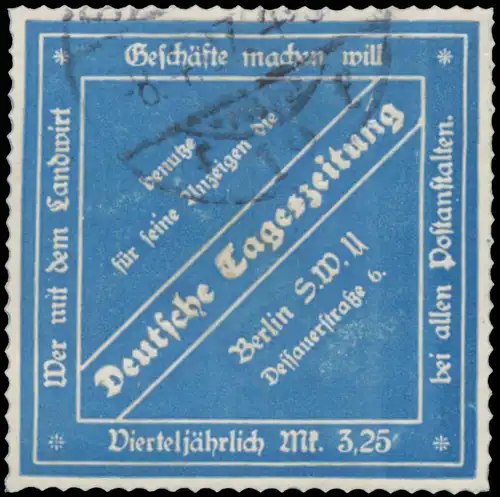 Wer mit dem Landwirt
Geschäfte machen will
benutze
für seine Anzeigen die
Deutsche Tageszeitung
Berlin S.W. 11
Dessauerstraße 6.
bei allen Postanstalten.
Vierteljährlich Mk. 3,25